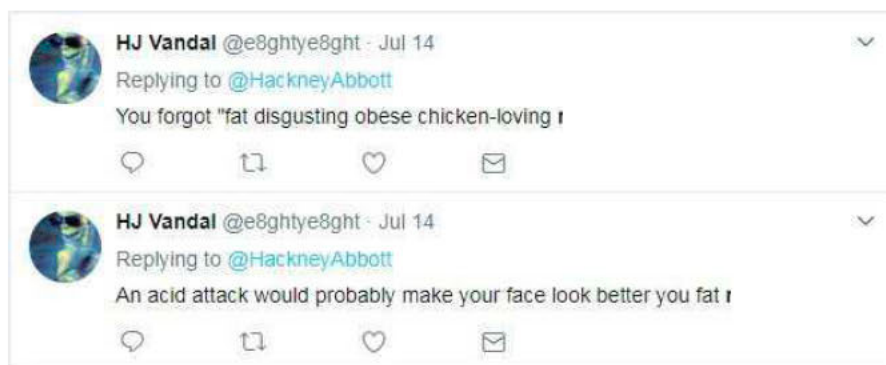 HJ Vandal @e8ghtye8ght · Jul 14
Replying to @HackneyAbbott
You forgot "fat disgusting obese chicken-loving
HJ Vandal @e8ghtye8ght · Jul 14
Replying to @HackneyAbbott
An acid attack would probably make your face look better you fat